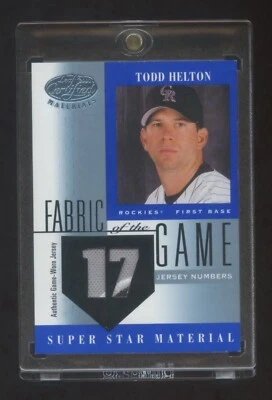 Certified
MATERIALS
TODD HELTON
CR
ROCKIES' FIRST BASE
FABRIC of the GAME
JERSEY NUMBERS
Authentic Game-Worn Jersey
17
SUPER STAR MATERIAL